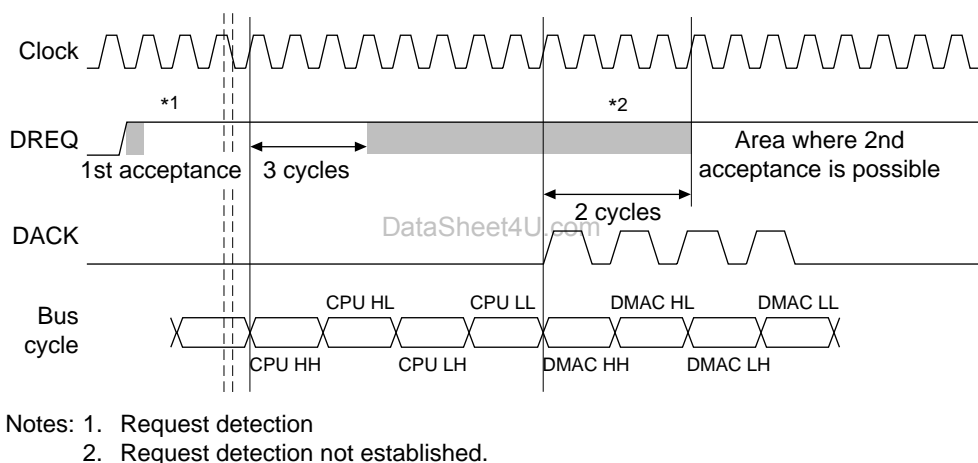 Clock
*1
*2
DREQ
1st acceptance
3 cycles
Area where 2nd
acceptance is possible
2 cycles
DataSheet4U.com
DACK
CPU HL
CPU LL
DMAC HL
DMAC LL
Bus
cycle
CPU HH
CPU LH
DMAC HH
DMAC LH
Notes: 1. Request detection
2. Request detection not established.